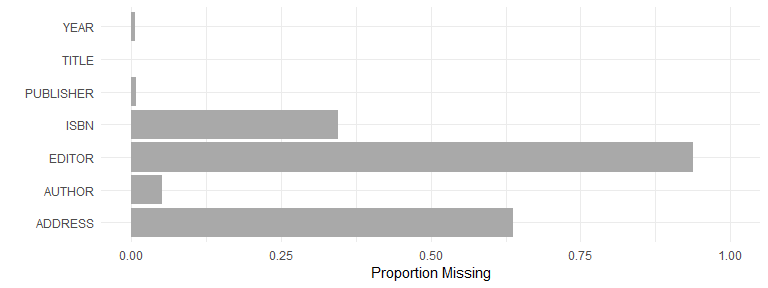 YEAR
TITLE
PUBLISHER
ISBN
EDITOR
AUTHOR
ADDRESS
0.00 0.25 0.50 0.75 1.00
Proportion Missing